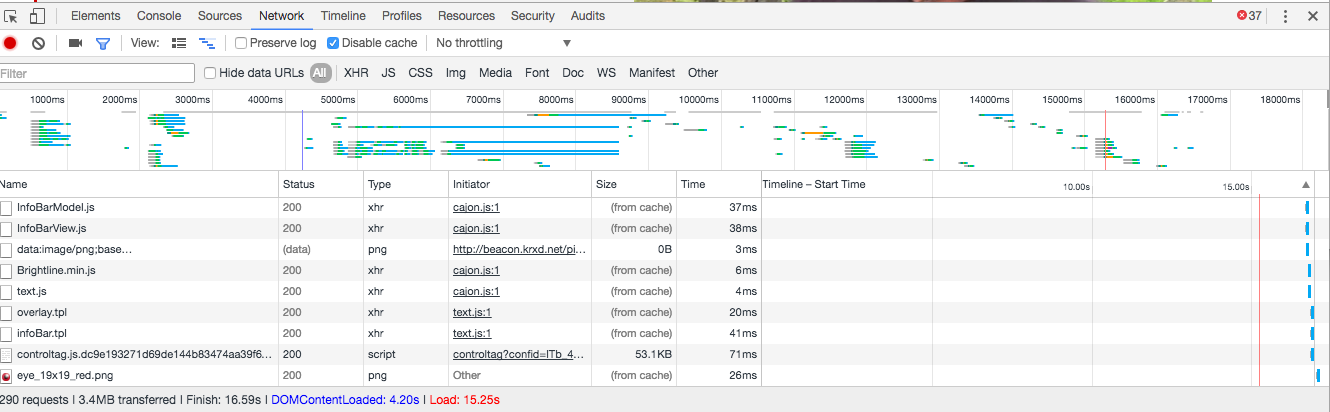 Elements Console Sources Network Timeline Profiles Resources Security Audits 37
View: Preserve log Disable cache No throttling
Filter Hide data URLs All XHR JS CSS Img Media Font Doc WS Manifest Other
1000ms 2000ms 3000ms 4000ms 5000ms 6000ms 7000ms 8000ms 9000ms 10000ms 11000ms 12000ms 13000ms 14000ms 15000ms 16000ms 17000ms 18000ms
Name Status Type Initiator Size Time Timeline – Start Time 10.00s 15.00s
InfoBarModel.js 200 xhr cajon.js:1 (from cache) 37ms
InfoBarView.js 200 xhr cajon.js:1 (from cache) 38ms
data:image/png;base… (data) png http://beacon.krxd.net/pi… 0B 3ms
Brightline.min.js 200 xhr cajon.js:1 (from cache) 6ms
text.js 200 xhr cajon.js:1 (from cache) 4ms
overlay.tpl 200 xhr text.js:1 (from cache) 20ms
infoBar.tpl 200 xhr text.js:1 (from cache) 41ms
controltag.js.dc9e193271d69de144b83474aa39f6… 200 script controltag?confid=ITb_4… 53.1KB 71ms
eye_19x19_red.png 200 png Other (from cache) 26ms
290 requests | 3.4MB transferred | Finish: 16.59s | DOMContentLoaded: 4.20s | Load: 15.25s